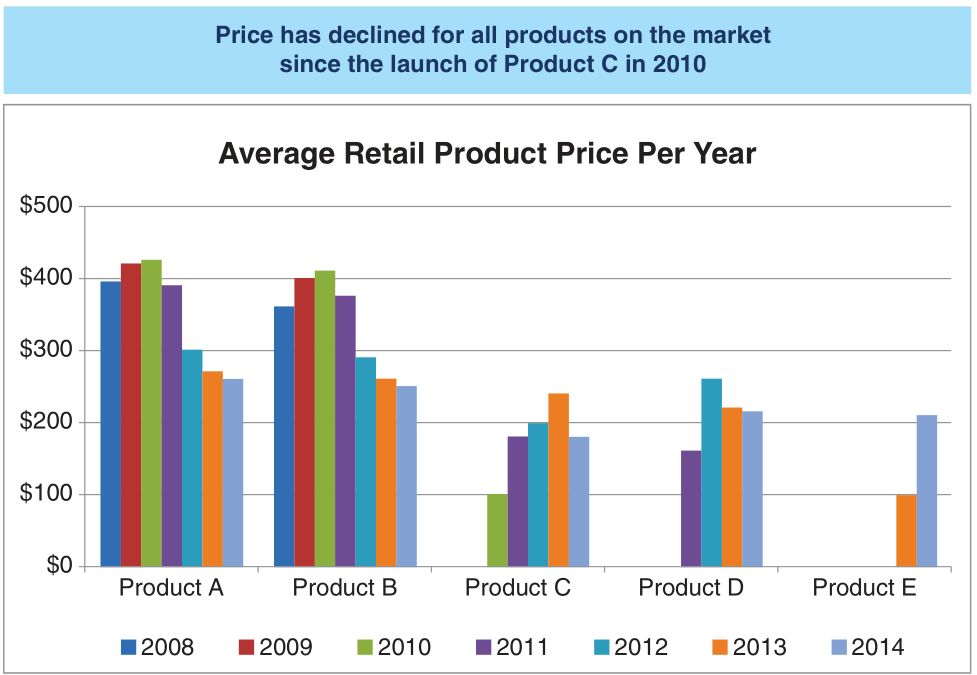 Price has declined for all products on the market
since the launch of Product C in 2010
Average Retail Product Price Per Year
$500
$400
$300
$200
$100
$0
Product A Product B Product C Product D Product E
2008 2009 2010 2011 2012 2013 2014